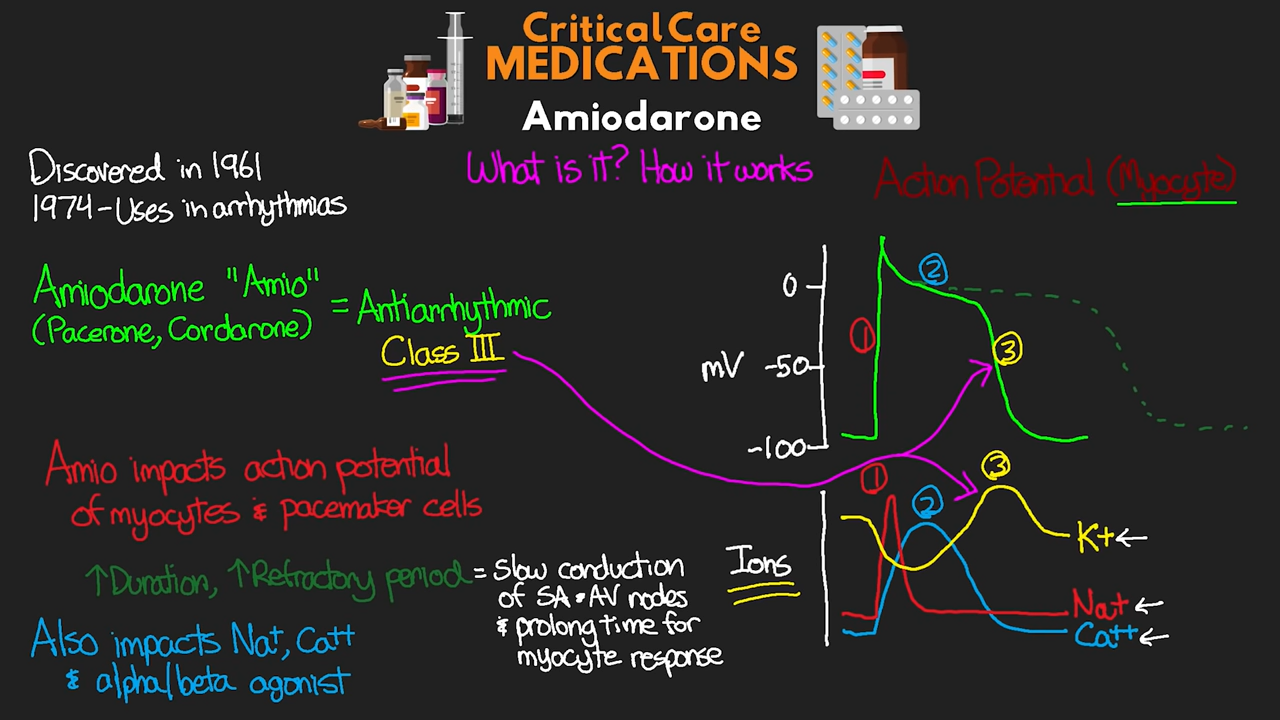 Critical Care
MEDICATIONS
Amiodarone
What is it? How it works
Discovered in 1961
1974-Uses in arrhythmias
Amiodarone "Amio"
(Pacerone, Cordarone)
= Antiarrhythmic
Class III
Amio impacts action potential
of myocytes & pacemaker cells
↑Duration, ↑Refractory period
= Slow conduction
of SA & AV nodes
& prolong time for
myocyte response
Also impacts Na+, Ca++
& alpha/beta agonist
Action Potential (Myocyte)
0
mV -50
-100
1
2
3
Ions
1
2
3
K+ ←
Na+ ←
Ca++ ←